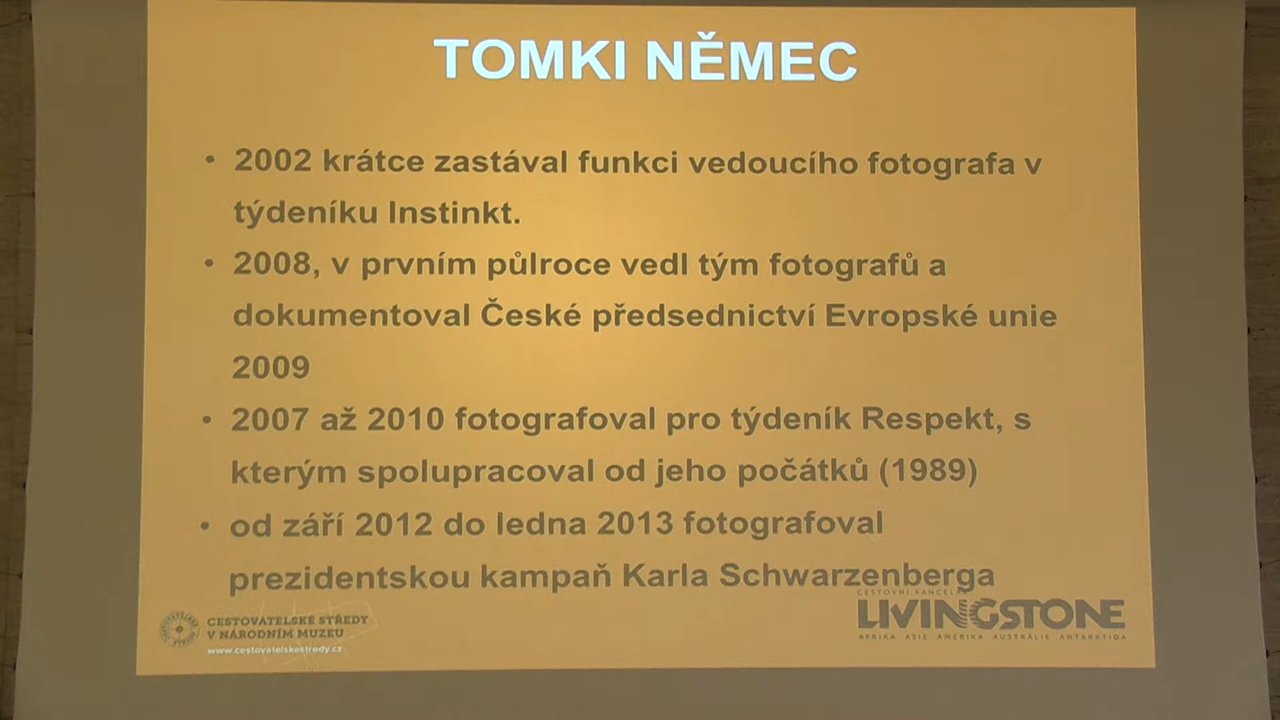 TOMKI NĚMEC
• 2002 krátce zastával funkci vedoucího fotografa v
týdeníku Instinkt.
• 2008, v prvním půlroce vedl tým fotografů a
dokumentoval České předsednictví Evropské unie
2009
• 2007 až 2010 fotografoval pro týdeník Respekt, s
kterým spolupracoval od jeho počátků (1989)
• od září 2012 do ledna 2013 fotografoval
prezidentskou kampaň Karla Schwarzenberga
CESTOVATELSKÉ STŘEDY
V NÁRODNÍM MUZEU
www.cestovatelskestredy.cz
CESTOVNÍ KANCELÁŘ
LIVINGSTONE
AFRIKA ASIE AMERIKA AUSTRÁLIE ANTARKTIDA